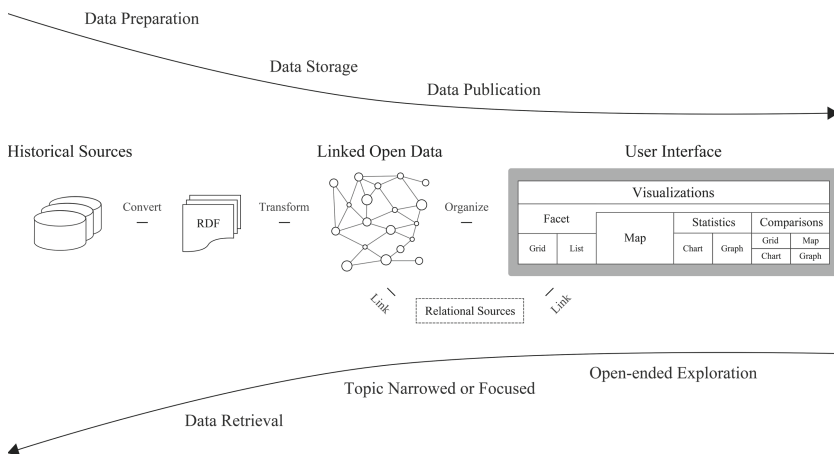 Data Preparation
Data Storage
Data Publication
Historical Sources
Linked Open Data
User Interface
Convert
RDF
Transform
Organize
Visualizations
Facet
Map
Statistics
Comparisons
Grid
List
Chart
Graph
Grid
Map
Chart
Graph
Link
Relational Sources
Link
Open-ended Exploration
Topic Narrowed or Focused
Data Retrieval